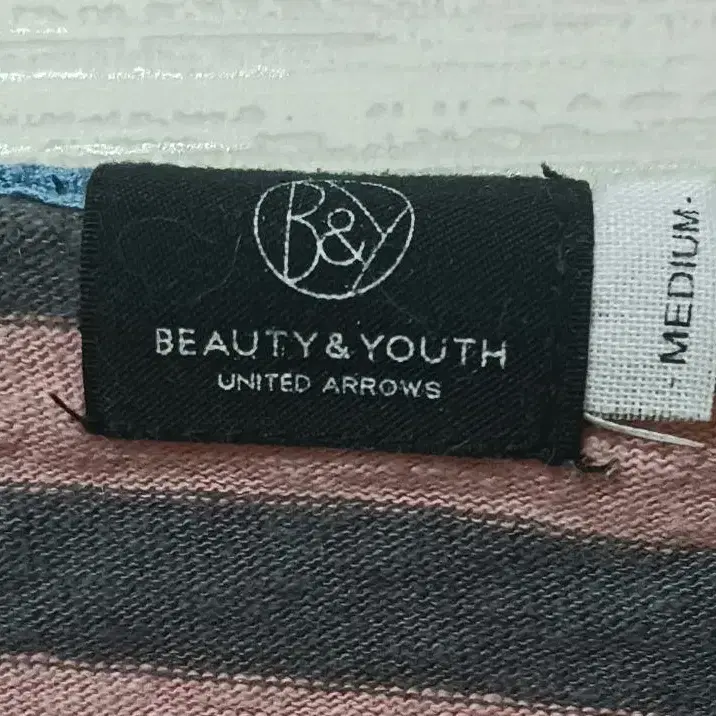 B&Y
BEAUTY & YOUTH
UNITED ARROWS
· MEDIUM ·